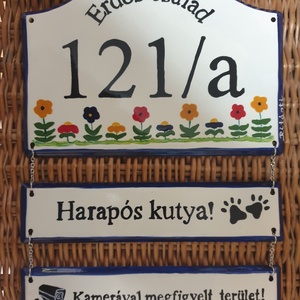 Erdős család
121/a
Harapós kutya!
Kamerával megfigyelt terület!